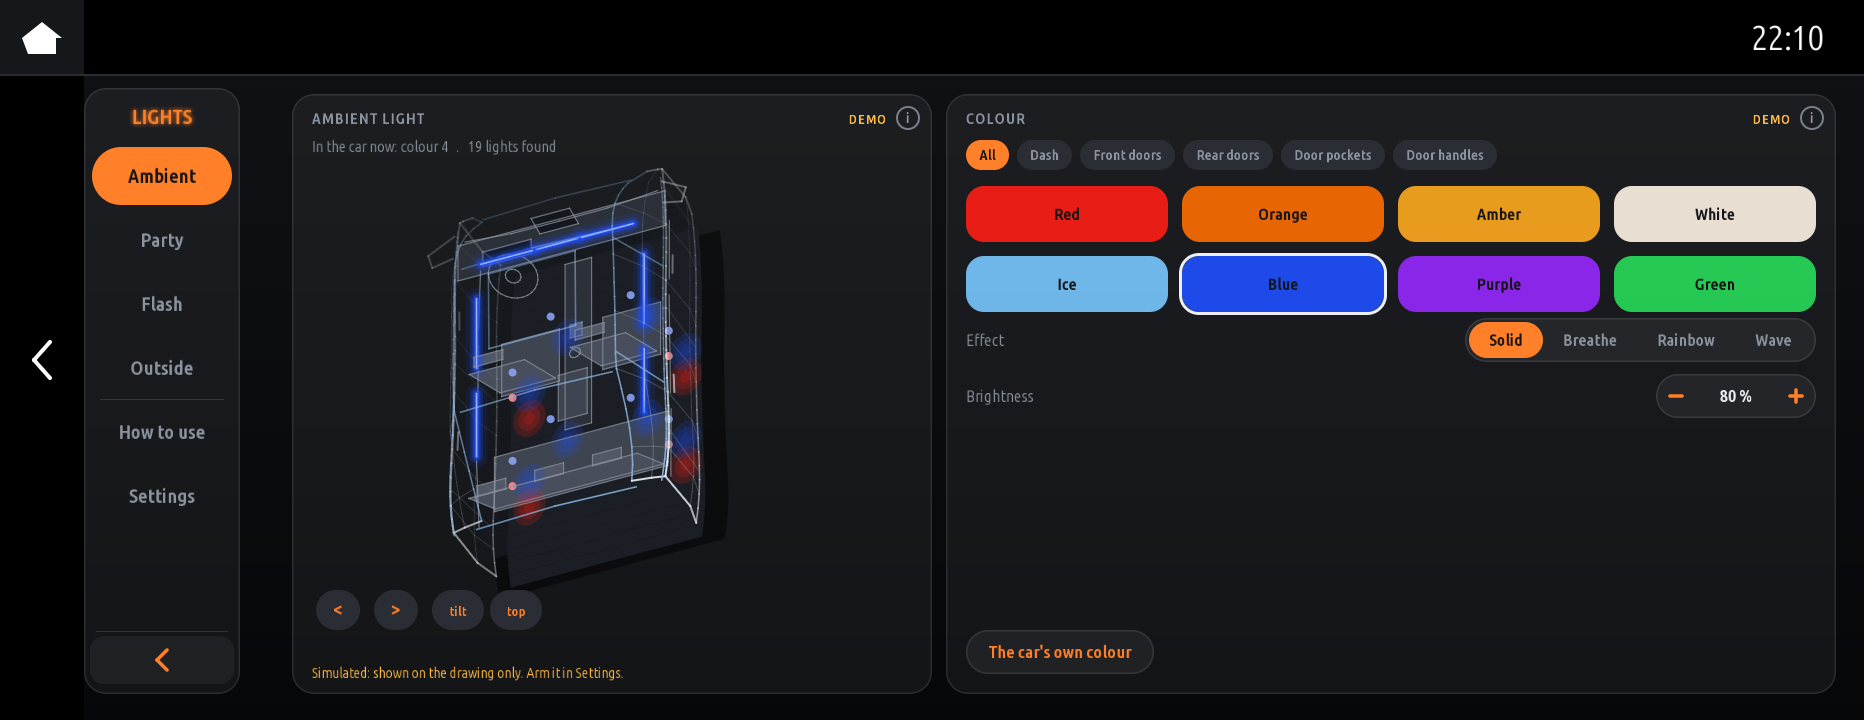 22:10
LIGHTS
Ambient
Party
Flash
Outside
How to use
Settings
AMBIENT LIGHT
DEMO
i
In the car now: colour 4 . 19 lights found
< > tilt top
Simulated: shown on the drawing only. Arm it in Settings.
COLOUR
DEMO
i
All Dash Front doors Rear doors Door pockets Door handles
Red Orange Amber White
Ice Blue Purple Green
Effect Solid Breathe Rainbow Wave
Brightness − 80 % +
The car's own colour